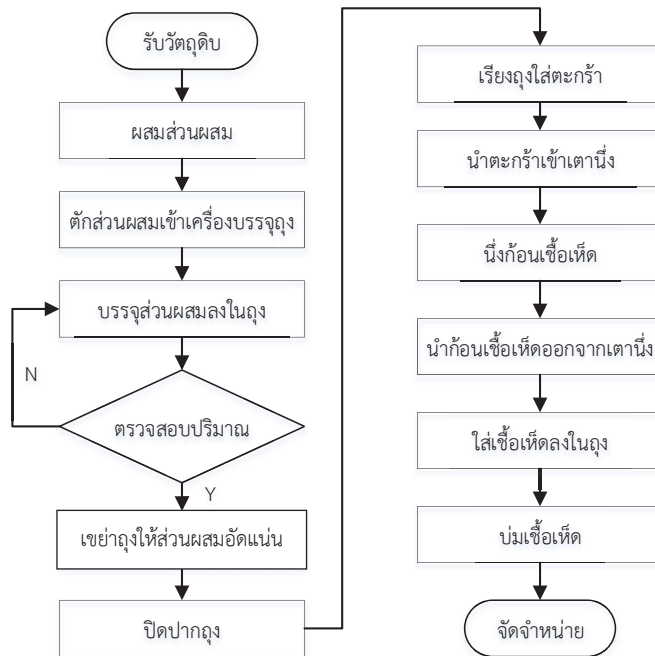 รับวัตถุดิบ
ผสมส่วนผสม
ตักส่วนผสมเข้าเครื่องบรรจุถุง
บรรจุส่วนผสมลงในถุง
N
ตรวจสอบปริมาณ
Y
เขย่าถุงให้ส่วนผสมอัดแน่น
ปิดปากถุง
เรียงถุงใส่ตะกร้า
นำตะกร้าเข้าเตานึ่ง
นึ่งก้อนเชื้อเห็ด
นำก้อนเชื้อเห็ดออกจากเตานึ่ง
ใส่เชื้อเห็ดลงในถุง
บ่มเชื้อเห็ด
จัดจำหน่าย